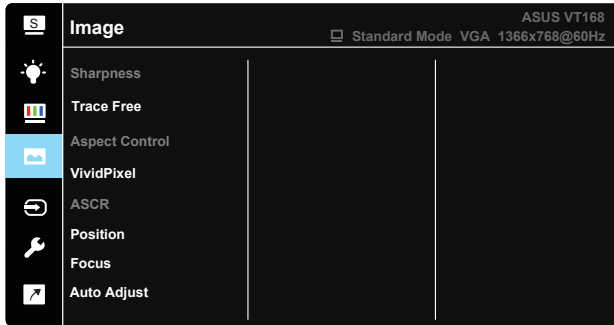 S
Image
ASUS VT168
Standard Mode VGA 1366x768@60Hz
Sharpness
Trace Free
Aspect Control
VividPixel
ASCR
Position
Focus
Auto Adjust